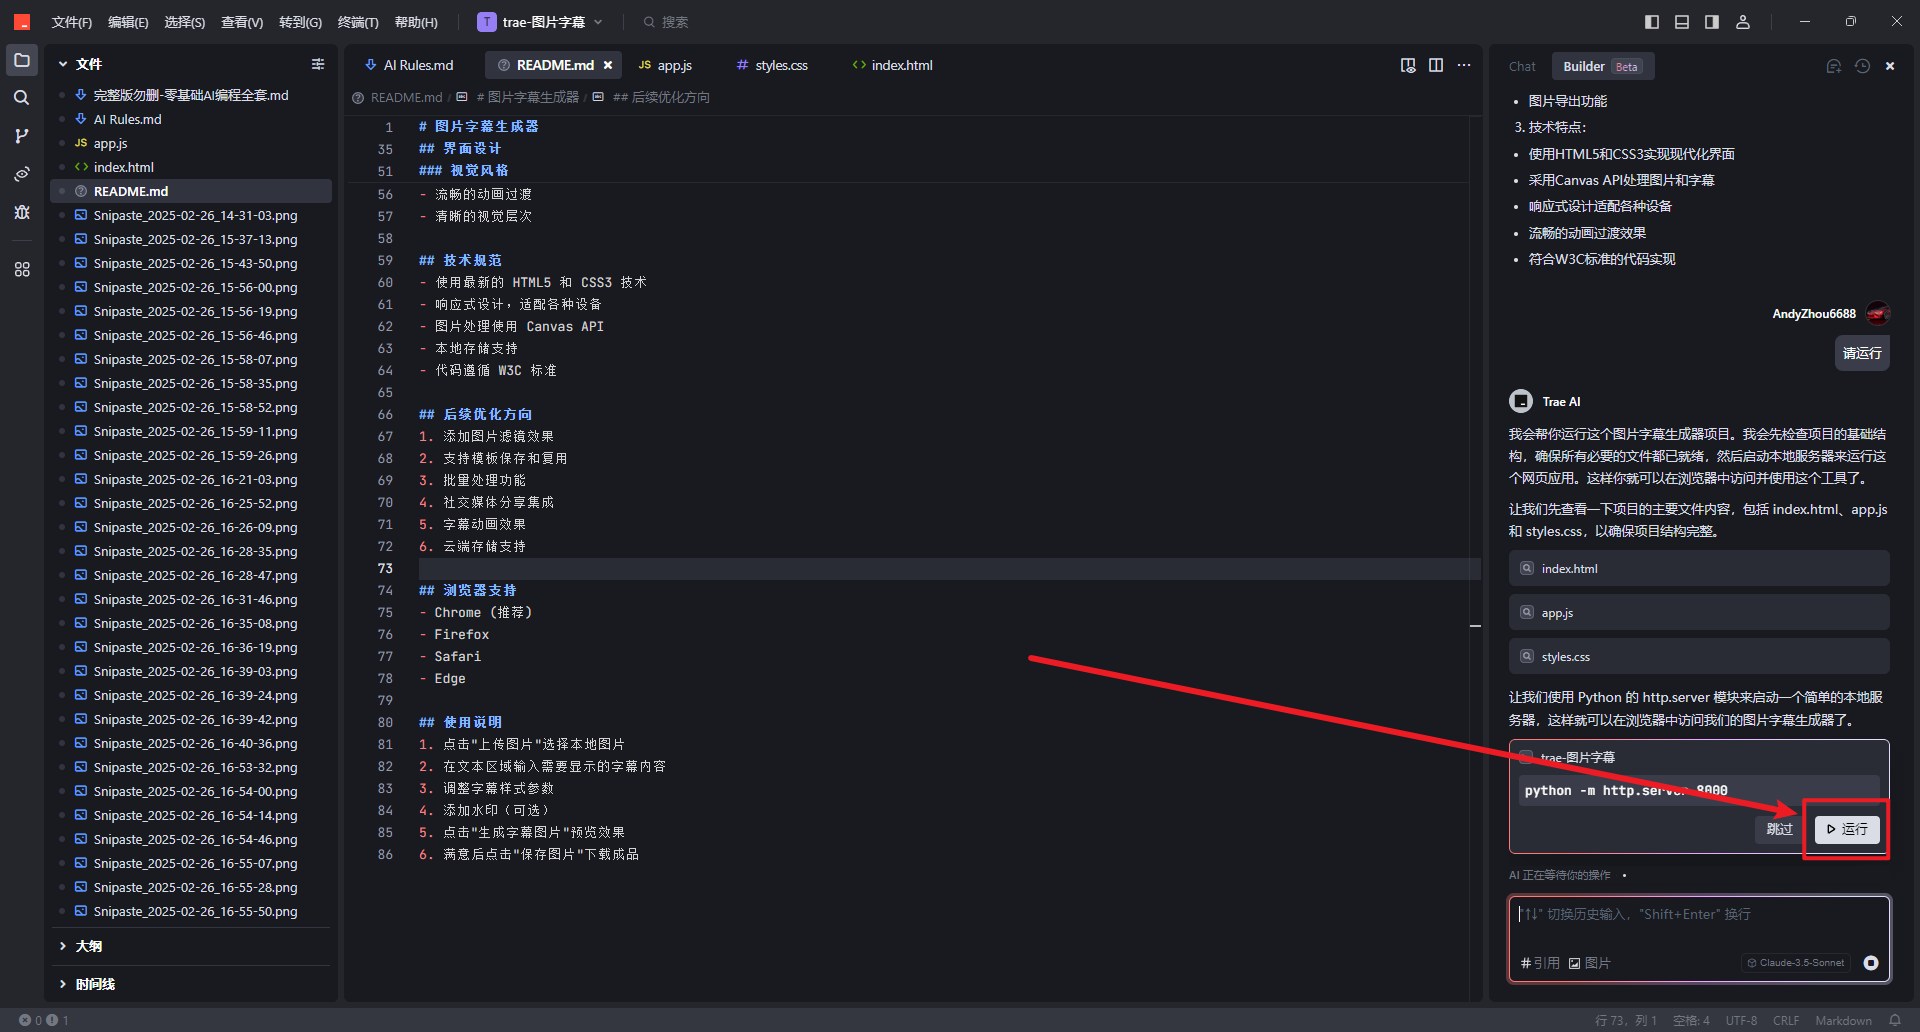 文件(F) 编辑(E) 选择(S) 查看(V) 转到(G) 终端(T) 帮助(H) T trae-图片字幕 搜索
文件
完整版勿删-零基础AI编程全套.md
AI Rules.md
JS app.js
index.html
README.md
Snipaste_2025-02-26_14-31-03.png
Snipaste_2025-02-26_15-37-13.png
Snipaste_2025-02-26_15-43-50.png
Snipaste_2025-02-26_15-56-00.png
Snipaste_2025-02-26_15-56-19.png
Snipaste_2025-02-26_15-56-46.png
Snipaste_2025-02-26_15-58-07.png
Snipaste_2025-02-26_15-58-35.png
Snipaste_2025-02-26_15-58-52.png
Snipaste_2025-02-26_15-59-11.png
Snipaste_2025-02-26_15-59-26.png
Snipaste_2025-02-26_16-21-03.png
Snipaste_2025-02-26_16-25-52.png
Snipaste_2025-02-26_16-26-09.png
Snipaste_2025-02-26_16-28-35.png
Snipaste_2025-02-26_16-28-47.png
Snipaste_2025-02-26_16-31-46.png
Snipaste_2025-02-26_16-35-08.png
Snipaste_2025-02-26_16-36-19.png
Snipaste_2025-02-26_16-39-03.png
Snipaste_2025-02-26_16-39-24.png
Snipaste_2025-02-26_16-39-42.png
Snipaste_2025-02-26_16-40-36.png
Snipaste_2025-02-26_16-53-32.png
Snipaste_2025-02-26_16-54-00.png
Snipaste_2025-02-26_16-54-14.png
Snipaste_2025-02-26_16-54-46.png
Snipaste_2025-02-26_16-55-07.png
Snipaste_2025-02-26_16-55-28.png
Snipaste_2025-02-26_16-55-50.png
大纲
时间线
AI Rules.md README.md JS app.js # styles.css <> index.html
README.md / # 图片字幕生成器 / ## 后续优化方向
1 # 图片字幕生成器
35 ## 界面设计
51 ### 视觉风格
56 - 流畅的动画过渡
57 - 清晰的视觉层次
58
59 ## 技术规范
60 - 使用最新的 HTML5 和 CSS3 技术
61 - 响应式设计，适配各种设备
62 - 图片处理使用 Canvas API
63 - 本地存储支持
64 - 代码遵循 W3C 标准
65
66 ## 后续优化方向
67 1. 添加图片滤镜效果
68 2. 支持模板保存和复用
69 3. 批量处理功能
70 4. 社交媒体分享集成
71 5. 字幕动画效果
72 6. 云端存储支持
73
74 ## 浏览器支持
75 - Chrome (推荐)
76 - Firefox
77 - Safari
78 - Edge
79
80 ## 使用说明
81 1. 点击"上传图片"选择本地图片
82 2. 在文本区域输入需要显示的字幕内容
83 3. 调整字幕样式参数
84 4. 添加水印（可选）
85 5. 点击"生成字幕图片"预览效果
86 6. 满意后点击"保存图片"下载成品
Chat Builder Beta
• 图片导出功能
3. 技术特点:
• 使用HTML5和CSS3实现现代化界面
• 采用Canvas API处理图片和字幕
• 响应式设计适配各种设备
• 流畅的动画过渡效果
• 符合W3C标准的代码实现
AndyZhou6688
请运行
Trae AI
我会帮你运行这个图片字幕生成器项目。我会先检查项目的基础结
构，确保所有必要的文件都已就绪，然后启动本地服务器来运行这
个网页应用。这样你就可以在浏览器中访问并使用这个工具了。
让我们先查看一下项目的主要文件内容，包括 index.html、app.js
和 styles.css，以确保项目结构完整。
index.html
app.js
styles.css
让我们使用 Python 的 http.server 模块来启动一个简单的本地服
务器，这样就可以在浏览器中访问我们的图片字幕生成器了。
trae-图片字幕
python -m http.server 8000
跳过 运行
AI 正在等待你的操作
"↑↓" 切换历史输入，"Shift+Enter" 换行
# 引用 图片 Claude-3.5-Sonnet
0 1 行 73，列 1 空格: 4 UTF-8 CRLF Markdown